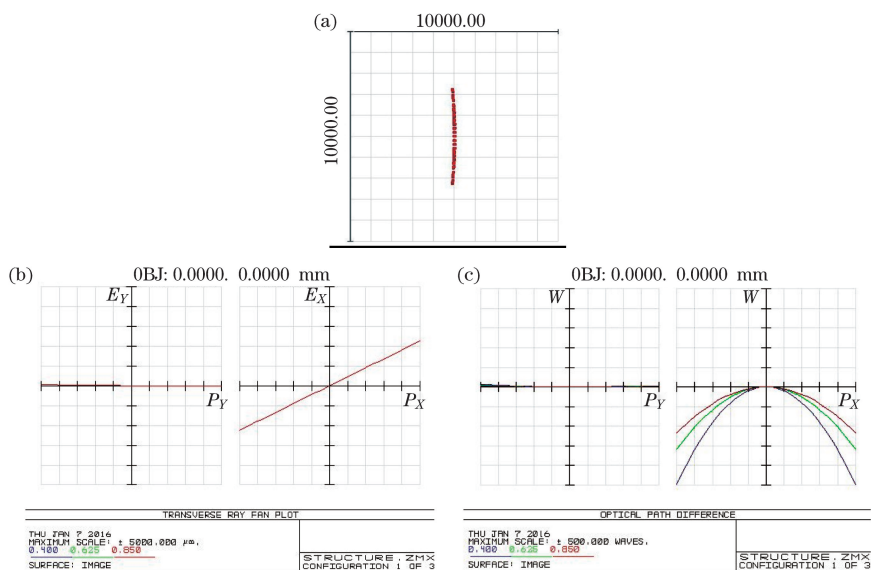 (a)
10000.00
10000.00
(b)
0BJ: 0.0000. 0.0000 mm
E_Y
E_X
P_Y
P_X
TRANSVERSE RAY FAN PLOT
THU JAN 7 2016
MAXIMUM SCALE: ± 5000.000 µm.
0.400 0.625 0.850
SURFACE: IMAGE
STRUCTURE.ZMX
CONFIGURATION 1 OF 3
(c)
0BJ: 0.0000. 0.0000 mm
W
W
P_Y
P_X
OPTICAL PATH DIFFERENCE
THU JAN 7 2016
MAXIMUM SCALE: ± 500.000 WAVES.
0.400 0.625 0.850
SURFACE: IMAGE
STRUCTURE.ZMX
CONFIGURATION 1 OF 3